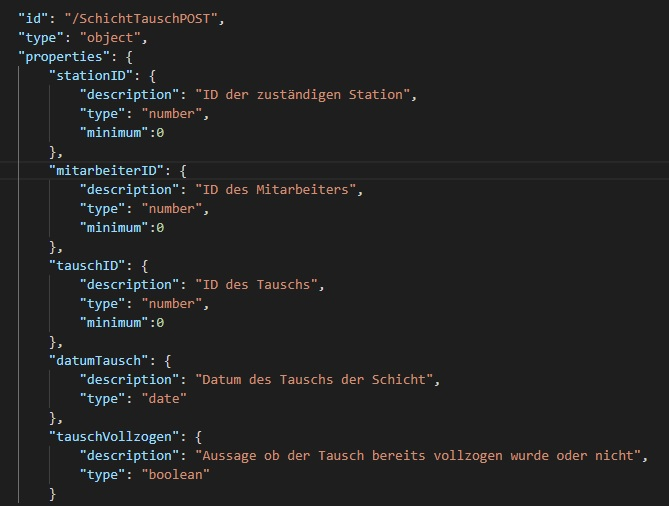 "id": "/SchichtTauschPOST",
"type": "object",
"properties": {
"stationID": {
"description": "ID der zuständigen Station",
"type": "number",
"minimum":0
},
"mitarbeiterID": {
"description": "ID des Mitarbeiters",
"type": "number",
"minimum":0
},
"tauschID": {
"description": "ID des Tauschs",
"type": "number",
"minimum":0
},
"datumTausch": {
"description": "Datum des Tauschs der Schicht",
"type": "date"
},
"tauschVollzogen": {
"description": "Aussage ob der Tausch bereits vollzogen wurde oder nicht",
"type": "boolean"
}